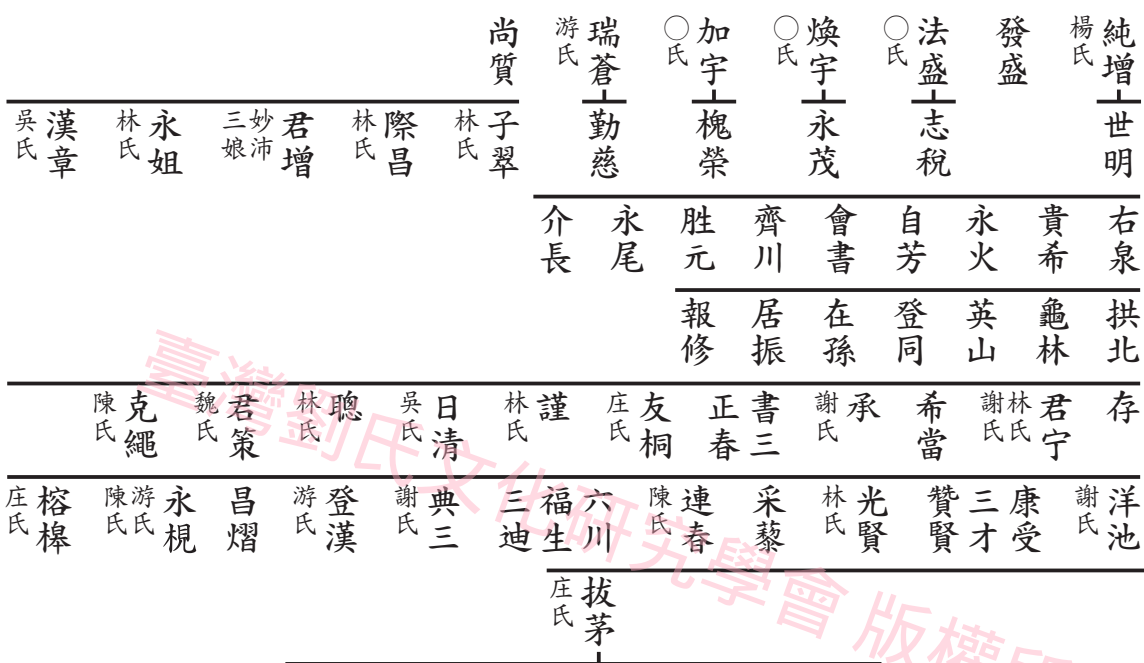 純增 楊氏 發盛 法盛 ○氏 煥宇 ○氏 加宇 ○氏 瑞蒼 游氏 尚質
世明 志稅 永茂 槐榮 勤慈 子翠 林氏 際昌 林氏 君增 妙沛 三娘 永姐 林氏 漢章 吳氏
右泉 貴希 永火 自芳 會書 齊川 胜元 永尾 介長
拱北 龜林 英山 登同 在孫 居振 報修
存 君宁 林氏 謝氏 希當 承 謝氏 書三 正春 友桐 庄氏 謹 林氏 日清 吳氏 聰 林氏 君策 魏氏 克繩 陳氏
洋池 謝氏 康受 三才 贊賢 光賢 林氏 采藜 連春 陳氏 六川 福生 三迪 典三 謝氏 登漢 游氏 昌熠 永梘 游氏 陳氏 榕槔 庄氏
拔茅 庄氏
臺灣劉氏文化研究學會 版權